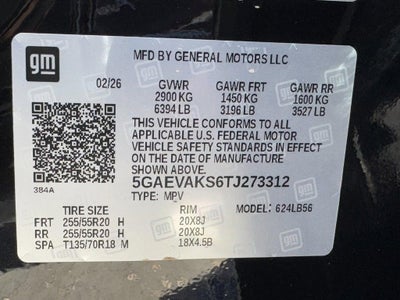 gm
MFD BY GENERAL MOTORS LLC
02/26 GVWR GAWR FRT GAWR RR
2900 KG 1450 KG 1600 KG
6394 LB 3196 LB 3527 LB
THIS VEHICLE CONFORMS TO ALL
APPLICABLE U.S. FEDERAL MOTOR
VEHICLE SAFETY STANDARDS IN EFFECT
ON THE DATE OF MANUFACTURE
SHOWN ABOVE.
384A
5GAEVAKS6TJ273312
TYPE: MPV MODEL: 624LB56
TIRE SIZE RIM
FRT 255/55R20 H 20X8J
RR 255/55R20 H 20X8J
SPA T135/70R18 M 18X4.5B